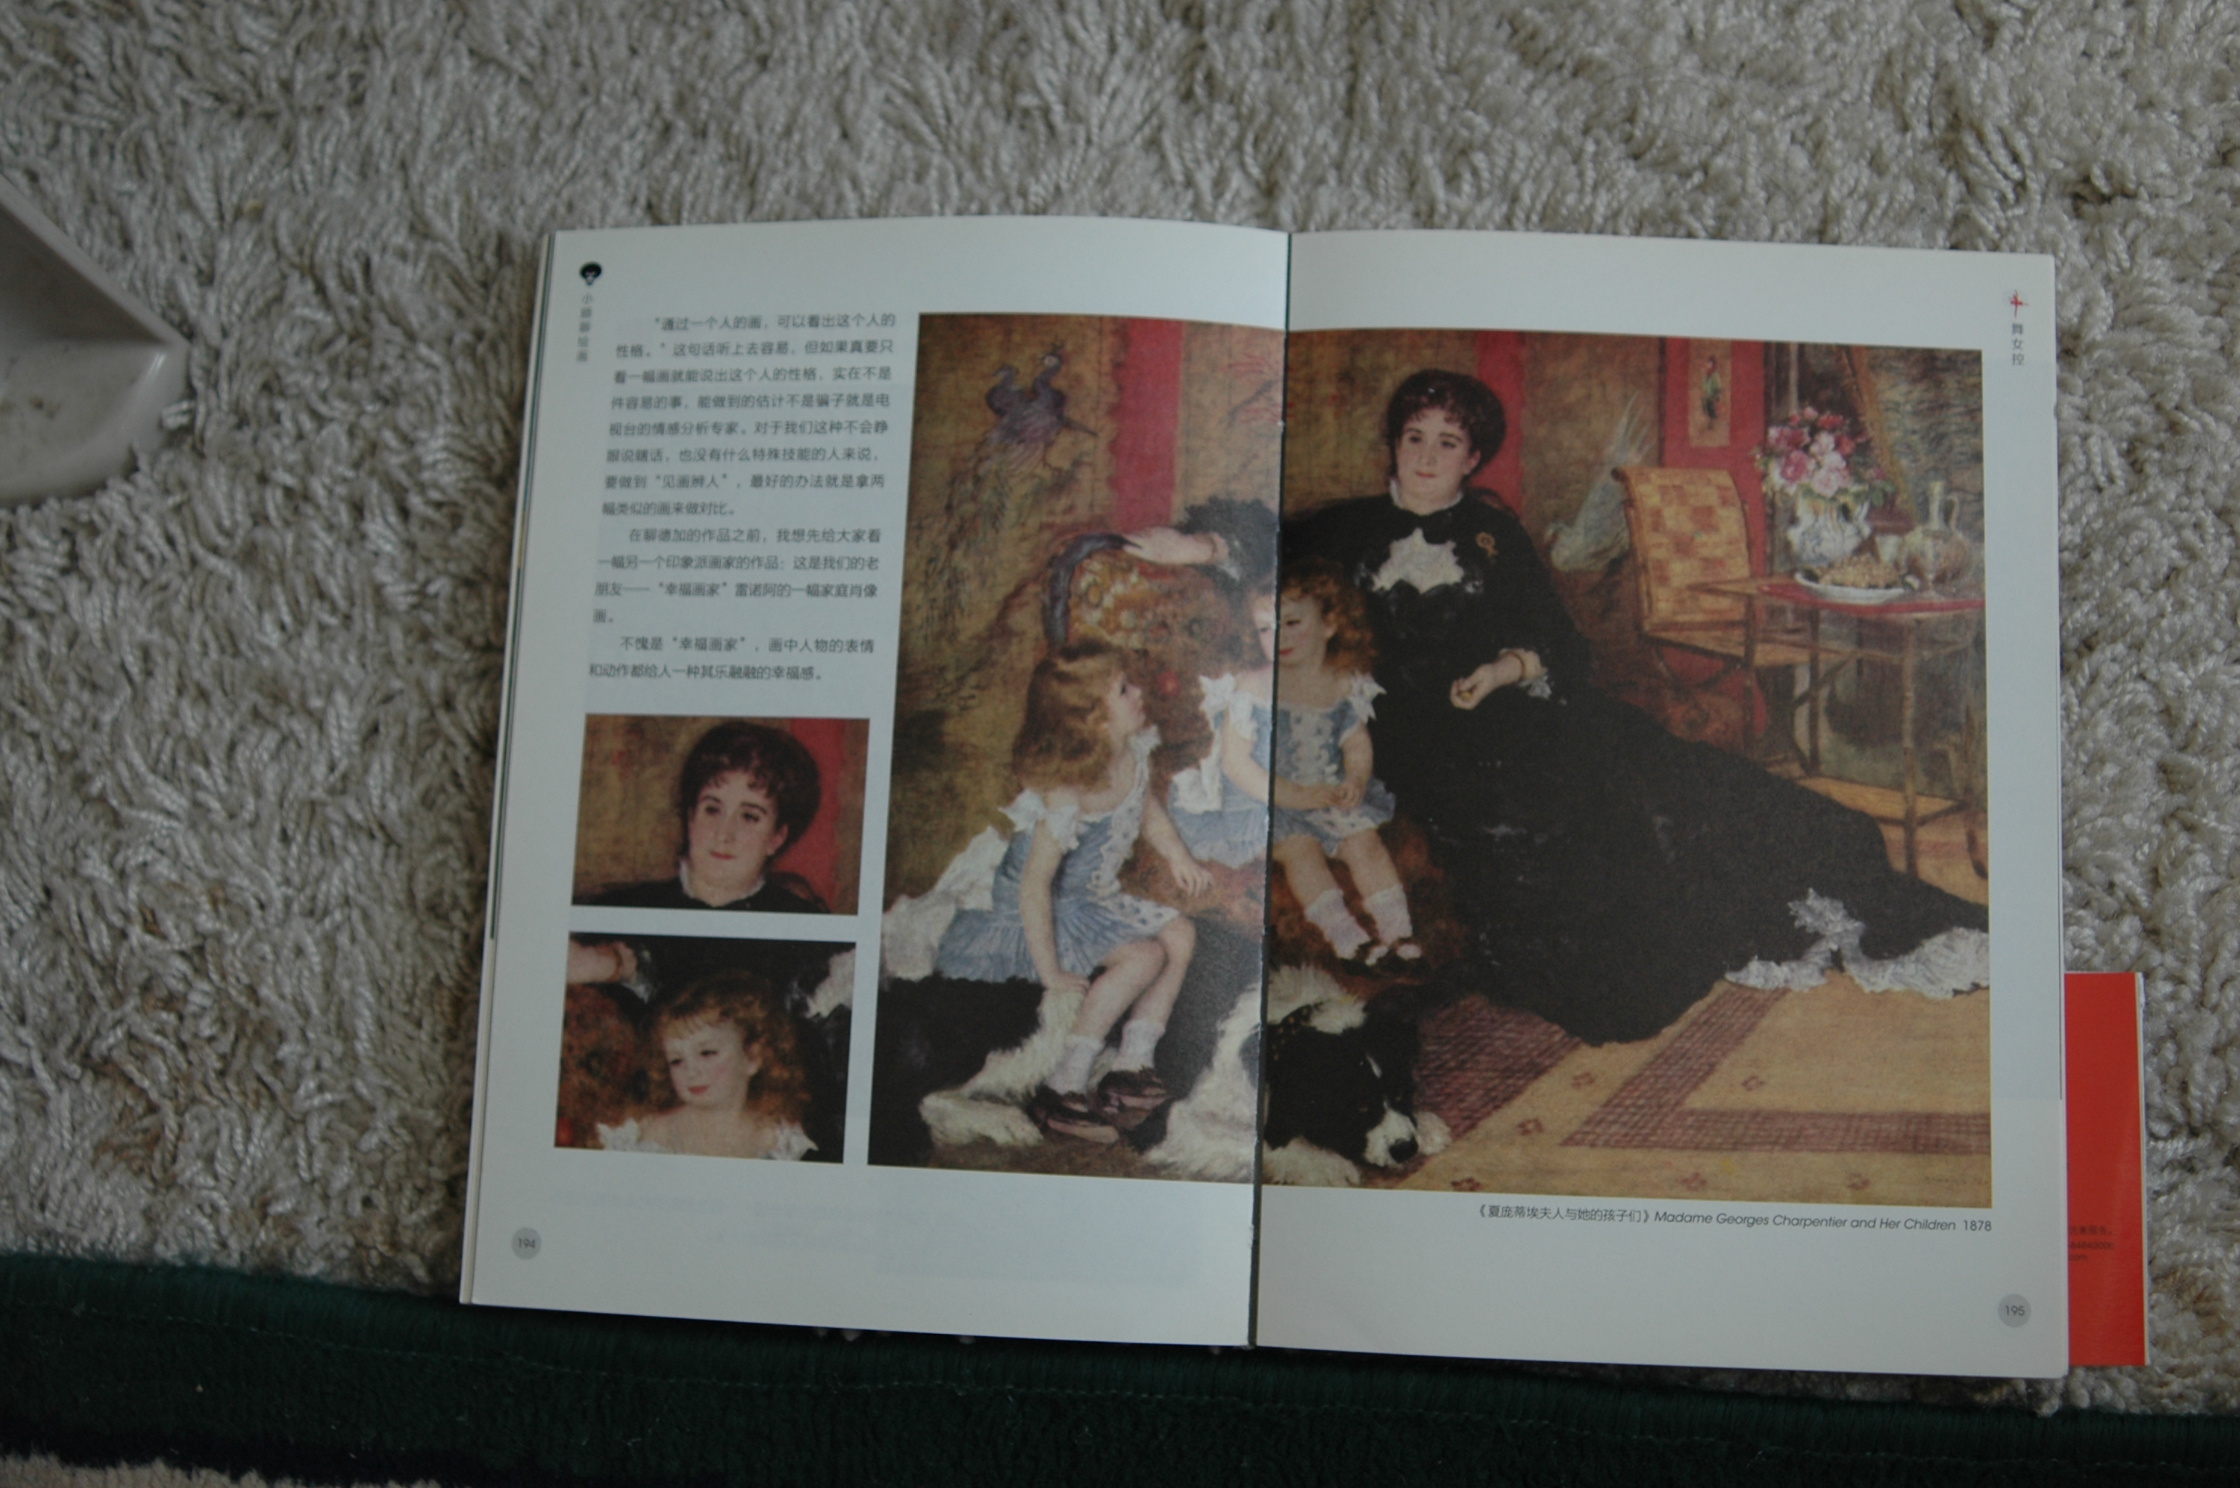 小顾聊绘画
“通过一个人的画，可以看出这个人的
性格。”这句话听上去容易，但如果真要只
看一幅画就能说出这个人的性格，实在不是
件容易的事，能做到的估计不是骗子就是电
视台的情感分析专家。对于我们这种不会睁
眼说瞎话，也没有什么特殊技能的人来说，
要做到“见画辨人”，最好的办法就是拿两
幅类似的画来做对比。
在聊德加的作品之前，我想先给大家看
一幅另一个印象派画家的作品：这是我们的老
朋友——“幸福画家”雷诺阿的一幅家庭肖像
画。
不愧是“幸福画家”，画中人物的表情
和动作都给人一种其乐融融的幸福感。
194
舞女控
《夏庞蒂埃夫人与她的孩子们》Madame Georges Charpentier and Her Children 1878
195